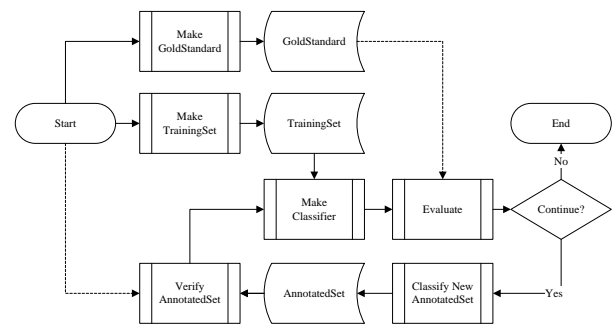 Make
GoldStandard
GoldStandard
Start
Make
TrainingSet
TrainingSet
End
No
Make
Classifier
Evaluate
Continue?
Verify
AnnotatedSet
AnnotatedSet
Classify New
AnnotatedSet
Yes